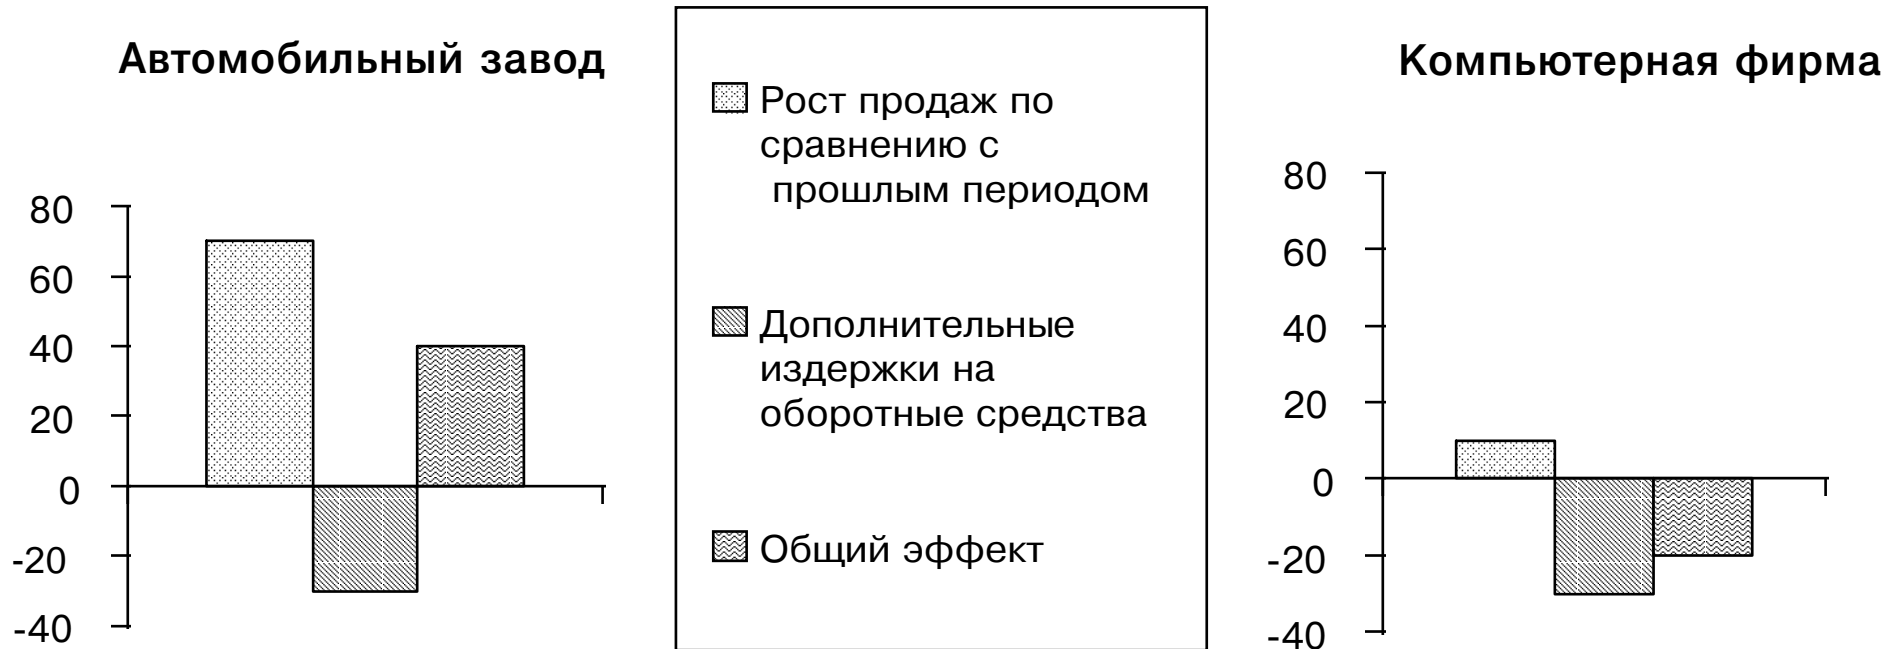 Автомобильный завод
80
60
40
20
0
-20
-40
Рост продаж по
сравнению с
прошлым периодом
Дополнительные
издержки на
оборотные средства
Общий эффект
Компьютерная фирма
80
60
40
20
0
-20
-40